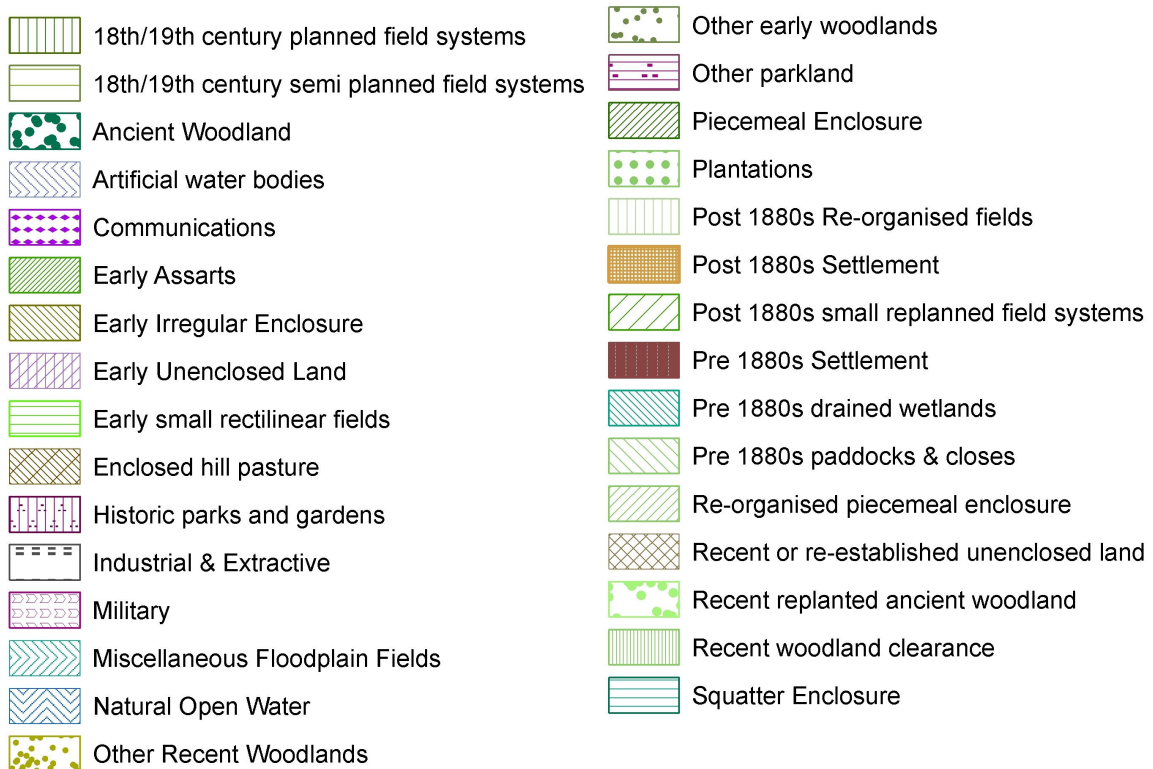 18th/19th century planned field systems
18th/19th century semi planned field systems
Ancient Woodland
Artificial water bodies
Communications
Early Assarts
Early Irregular Enclosure
Early Unenclosed Land
Early small rectilinear fields
Enclosed hill pasture
Historic parks and gardens
Industrial & Extractive
Military
Miscellaneous Floodplain Fields
Natural Open Water
Other Recent Woodlands
Other early woodlands
Other parkland
Piecemeal Enclosure
Plantations
Post 1880s Re-organised fields
Post 1880s Settlement
Post 1880s small replanned field systems
Pre 1880s Settlement
Pre 1880s drained wetlands
Pre 1880s paddocks & closes
Re-organised piecemeal enclosure
Recent or re-established unenclosed land
Recent replanted ancient woodland
Recent woodland clearance
Squatter Enclosure